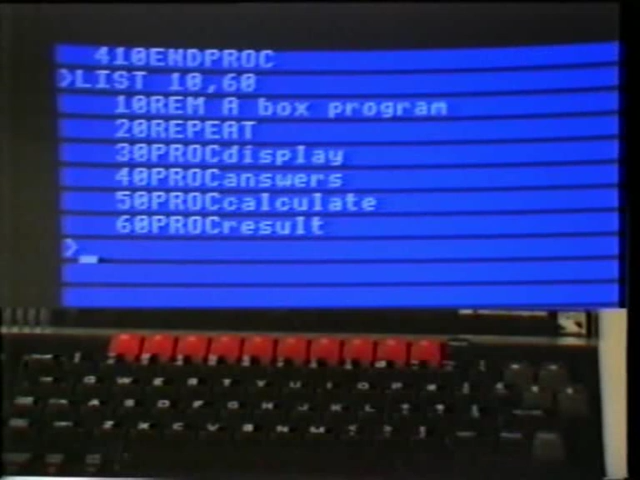 410ENDPROC
>LIST 10,60
10REM A box program
20REPEAT
30PROCdisplay
40PROCanswers
50PROCcalculate
60PROCresult
>_
Q W E R T Y U I O P
A S D F G H J K L
Z X C V B N M